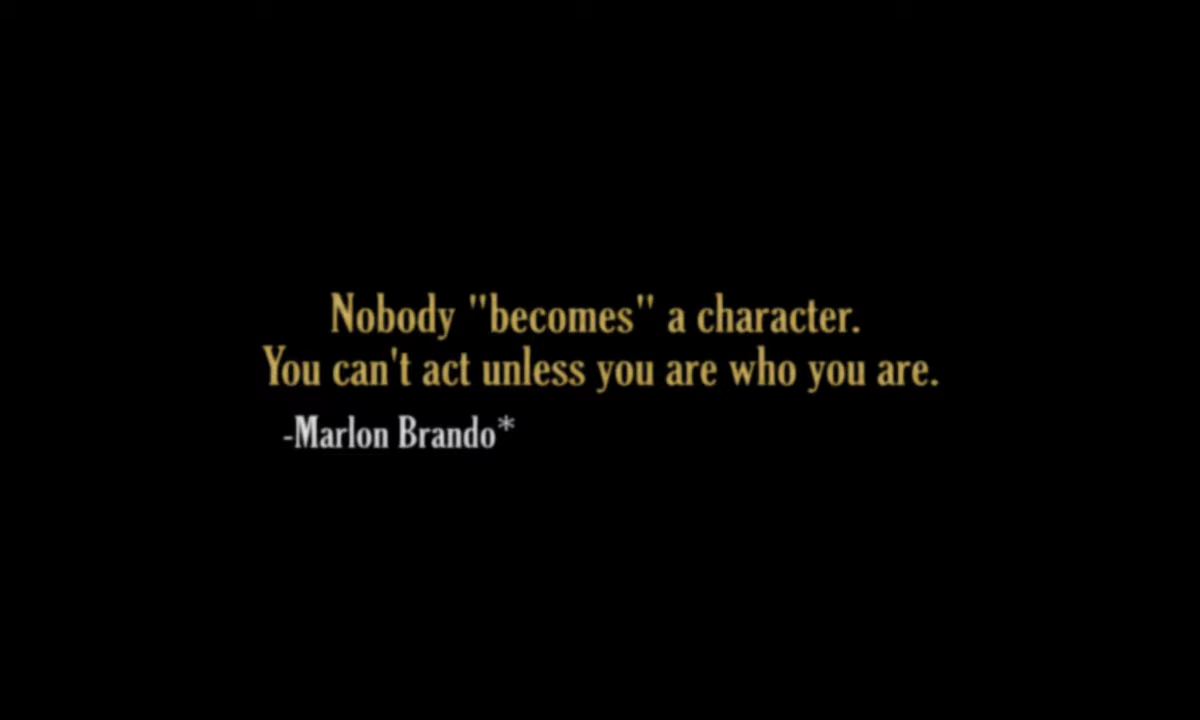 Nobody "becomes" a character.
You can't act unless you are who you are.
-Marlon Brando*